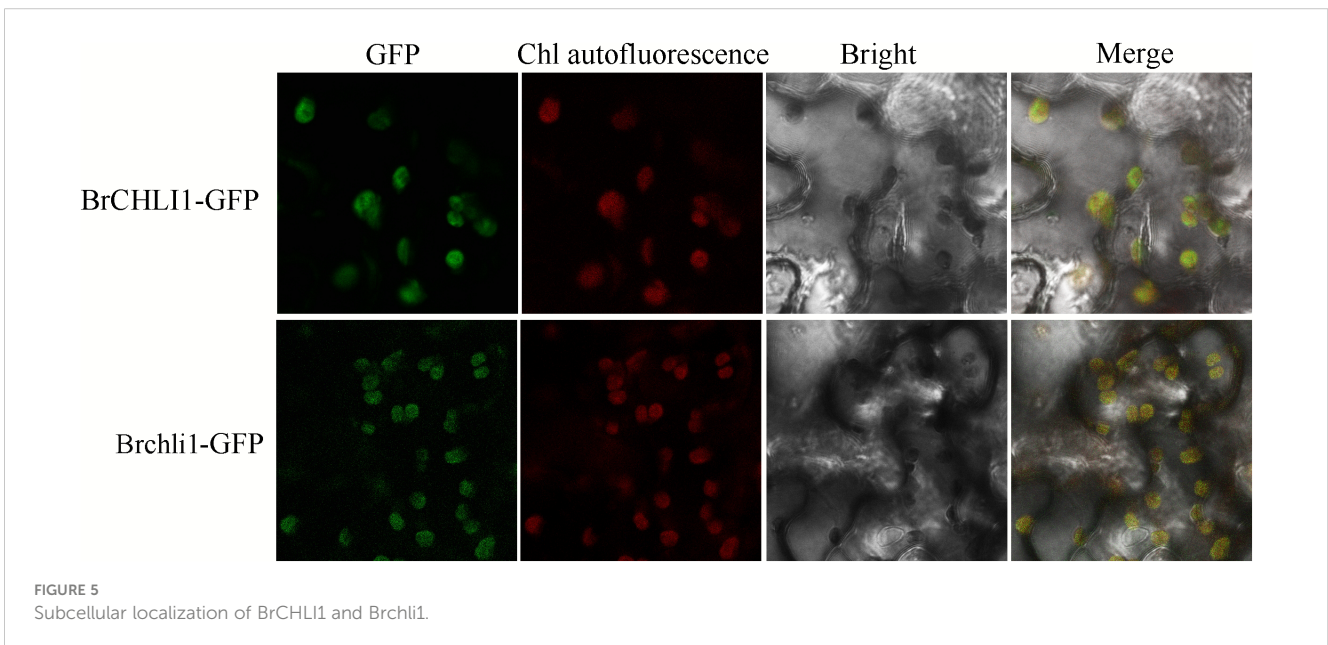 GFP
Chl autofluorescence
Bright
Merge
BrCHLI1-GFP
Brchli1-GFP
FIGURE 5
Subcellular localization of BrCHLI1 and Brchli1.